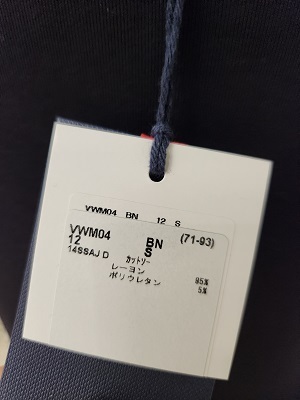 VWM04 BN 12 S
VWM04 BN (71-93)
12 S
14SSAJ D カットソー
レーヨン 95%
ポリウレタン 5%